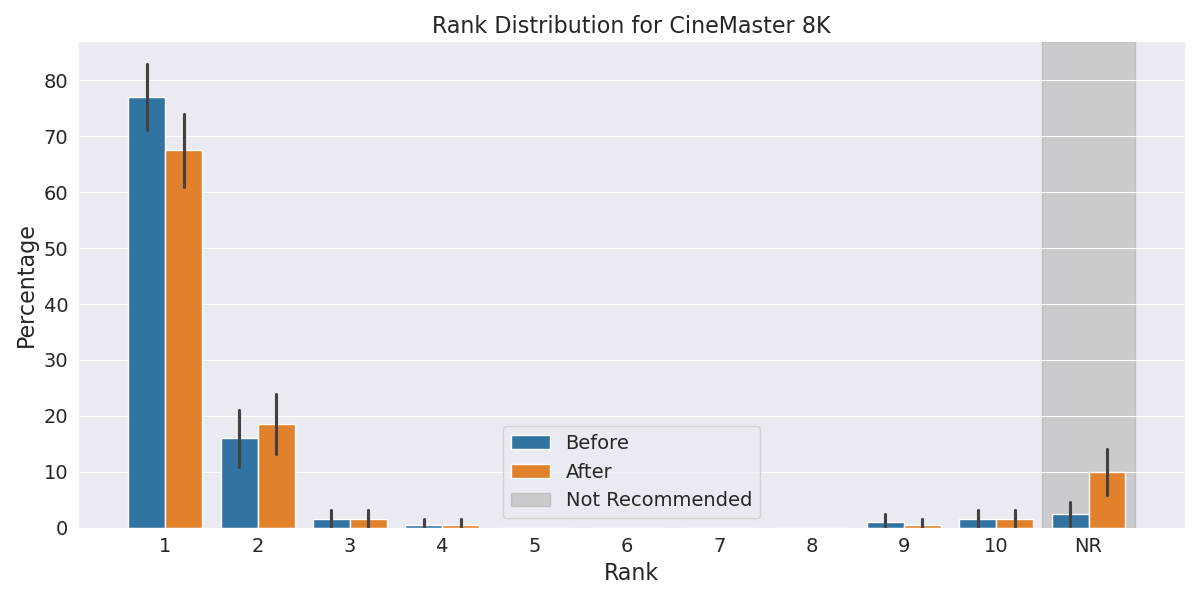 Rank Distribution for CineMaster 8K
Percentage
80
70
60
50
40
30
20
10
0
Before
After
Not Recommended
1 2 3 4 5 6 7 8 9 10 NR
Rank